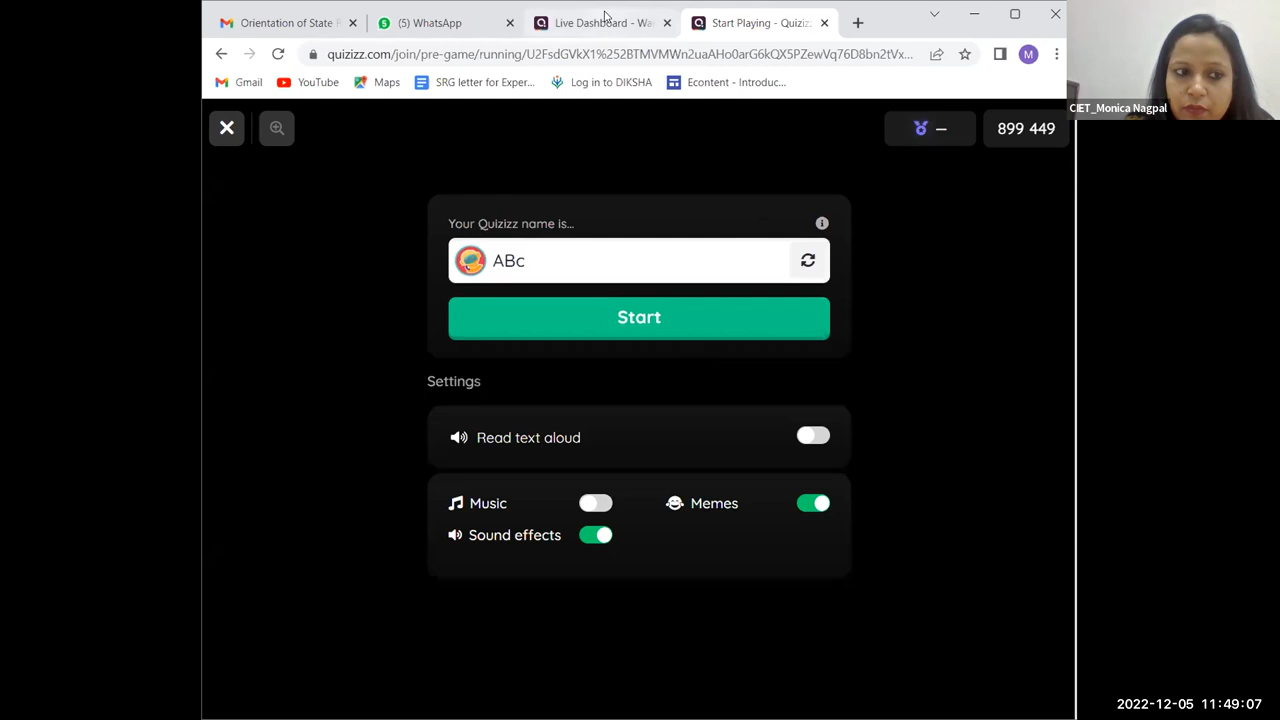 Orientation of State R
(5) WhatsApp
Live Dashboard - Wa
Start Playing - Quiziz
quizizz.com/join/pre-game/running/U2FsdGVkX1%252BTMVMWn2uaAHo0arG6kQX5PZewVq76D8bn2tVx...
M
Gmail
YouTube
Maps
SRG letter for Exper...
Log in to DIKSHA
Econtent - Introduc...
CIET_Monica Nagpal
899 449
Your Quizizz name is...
ABc
Start
Settings
Read text aloud
Music
Memes
Sound effects
2022-12-05 11:49:07